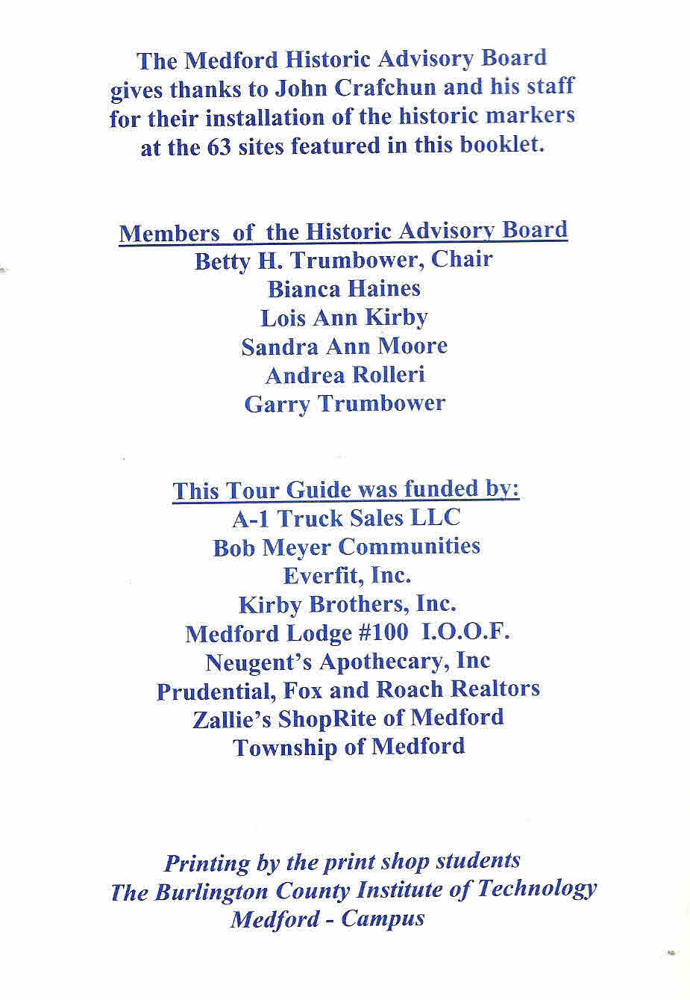 The Medford Historic Advisory Board
gives thanks to John Crafchun and his staff
for their installation of the historic markers
at the 63 sites featured in this booklet.
Members of the Historic Advisory Board
Betty H. Trumbower, Chair
Bianca Haines
Lois Ann Kirby
Sandra Ann Moore
Andrea Rolleri
Garry Trumbower
This Tour Guide was funded by:
A-1 Truck Sales LLC
Bob Meyer Communities
Everfit, Inc.
Kirby Brothers, Inc.
Medford Lodge #100 I.O.O.F.
Neugent's Apothecary, Inc
Prudential, Fox and Roach Realtors
Zallie's ShopRite of Medford
Township of Medford
Printing by the print shop students
The Burlington County Institute of Technology
Medford - Campus